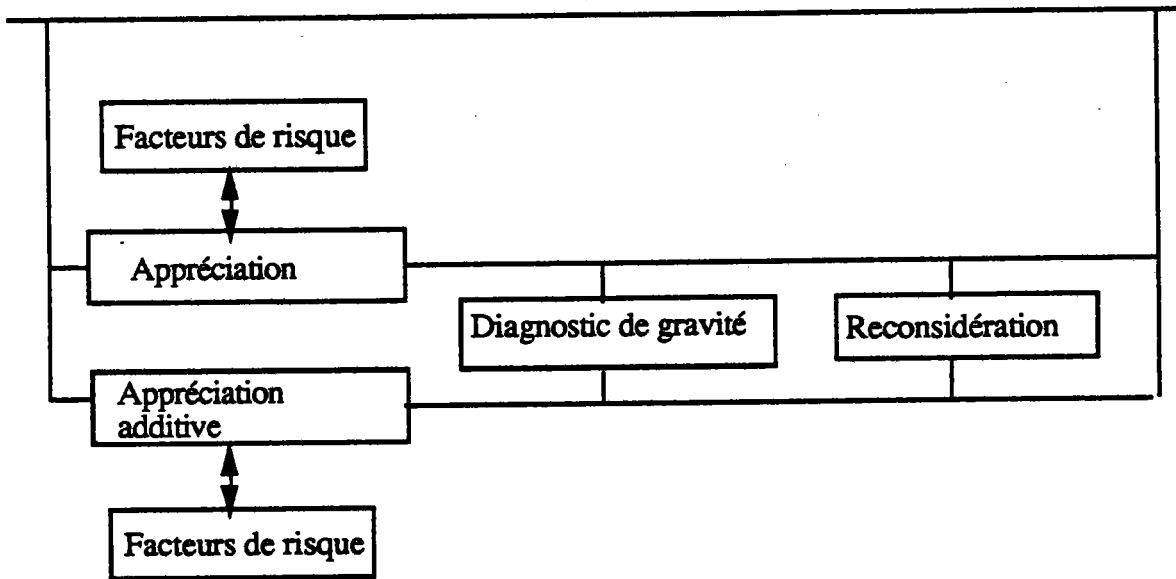 Facteurs de risque
Appréciation
Diagnostic de gravité
Reconsidération
Appréciation
additive
Facteurs de risque